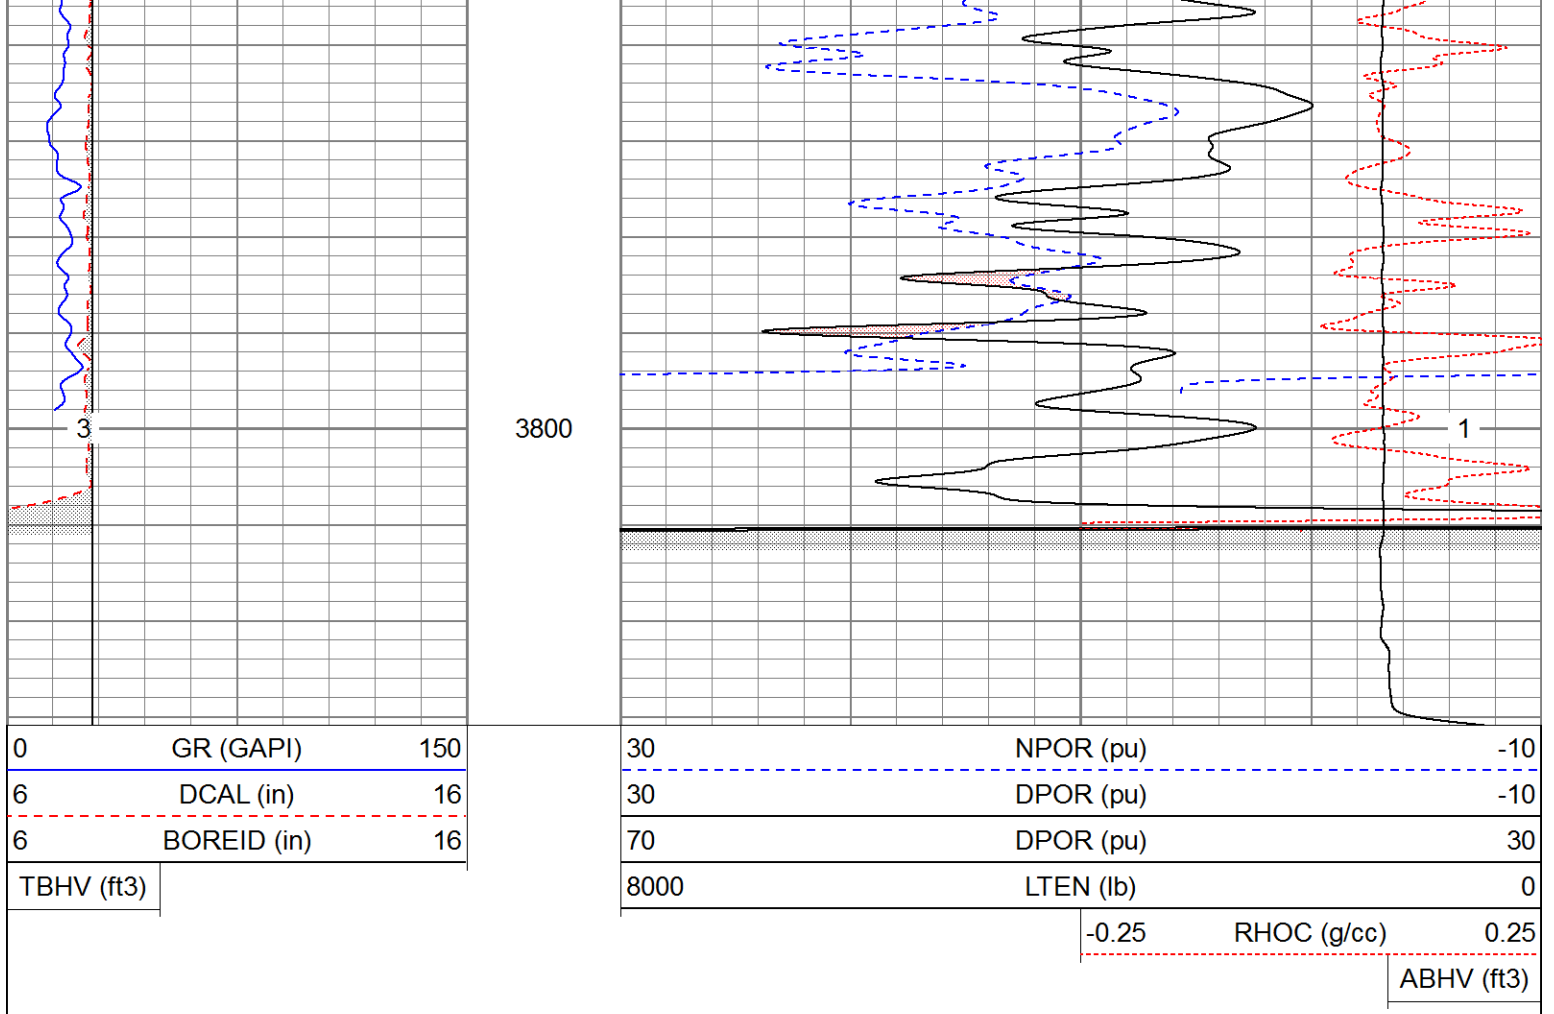 3 3800 1
0 GR (GAPI) 150 30 NPOR (pu) -10
6 DCAL (in) 16 30 DPOR (pu) -10
6 BOREID (in) 16 70 DPOR (pu) 30
TBHV (ft3) 8000 LTEN (lb) 0
-0.25 RHOC (g/cc) 0.25
ABHV (ft3)